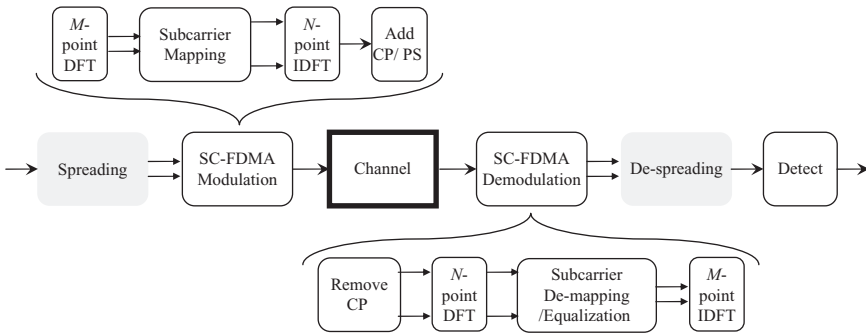 M-
point
DFT
Subcarrier
Mapping
N-
point
IDFT
Add
CP/ PS
Spreading
SC-FDMA
Modulation
Channel
SC-FDMA
Demodulation
De-spreading
Detect
Remove
CP
N-
point
DFT
Subcarrier
De-mapping
/Equalization
M-
point
IDFT